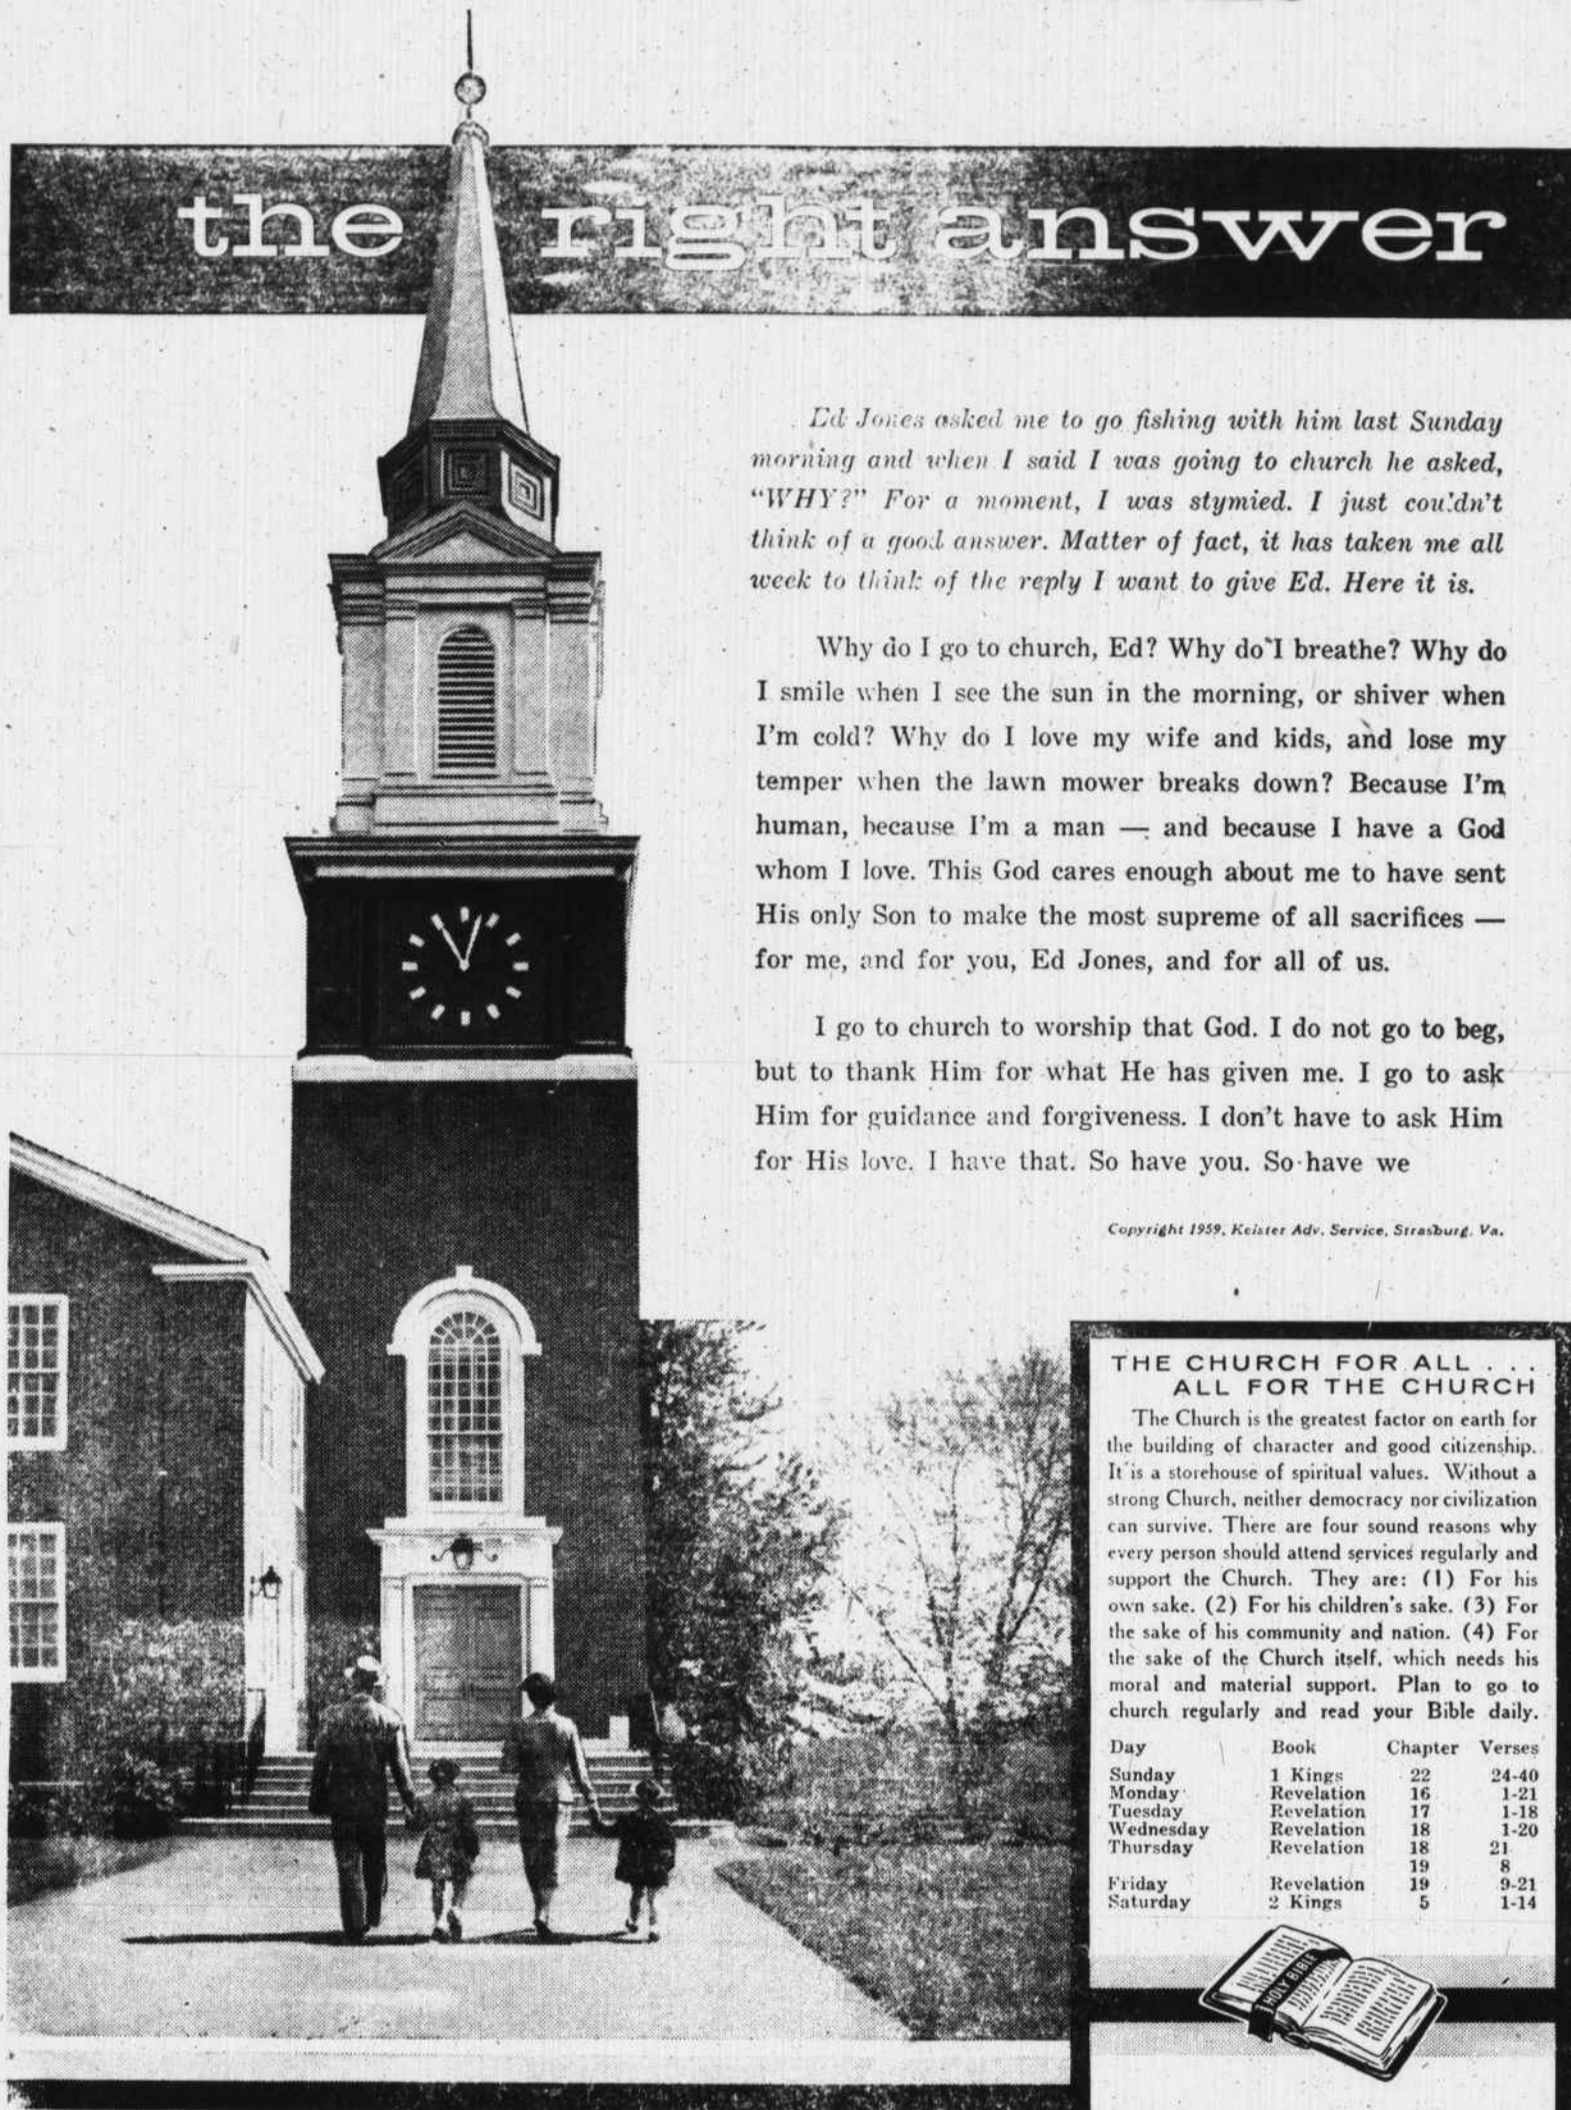 the right answer
Ed Jones asked me to go fishing with him last Sunday
morning and when I said I was going to church he asked,
“WHY?” For a moment, I was stymied. I just couldn't
think of a good answer. Matter of fact, it has taken me all
week to think of the reply I want to give Ed. Here it is.
Why do I go to church, Ed? Why do I breathe? Why do
I smile when I see the sun in the morning, or shiver when
I'm cold? Why do I love my wife and kids, and lose my
temper when the lawn mower breaks down? Because I'm
human, because I'm a man — and because I have a God
whom I love. This God cares enough about me to have sent
His only Son to make the most supreme of all sacrifices —
for me, and for you, Ed Jones, and for all of us.
I go to church to worship that God. I do not go to beg,
but to thank Him for what He has given me. I go to ask
Him for guidance and forgiveness. I don't have to ask Him
for His love. I have that. So have you. So have we
Copyright 1959, Keister Adv. Service, Strasburg, Va.
THE CHURCH FOR ALL . . .
ALL FOR THE CHURCH
The Church is the greatest factor on earth for
the building of character and good citizenship.
It is a storehouse of spiritual values. Without a
strong Church, neither democracy nor civilization
can survive. There are four sound reasons why
every person should attend services regularly and
support the Church. They are: (1) For his
own sake. (2) For his children's sake. (3) For
the sake of his community and nation. (4) For
the sake of the Church itself, which needs his
moral and material support. Plan to go to
church regularly and read your Bible daily.
Day Book Chapter Verses
Sunday 1 Kings 22 24-40
Monday Revelation 16 1-21
Tuesday Revelation 17 1-18
Wednesday Revelation 18 1-20
Thursday Revelation 18 21
19 8
Friday Revelation 19 9-21
Saturday 2 Kings 5 1-14
HOLY BIBLE